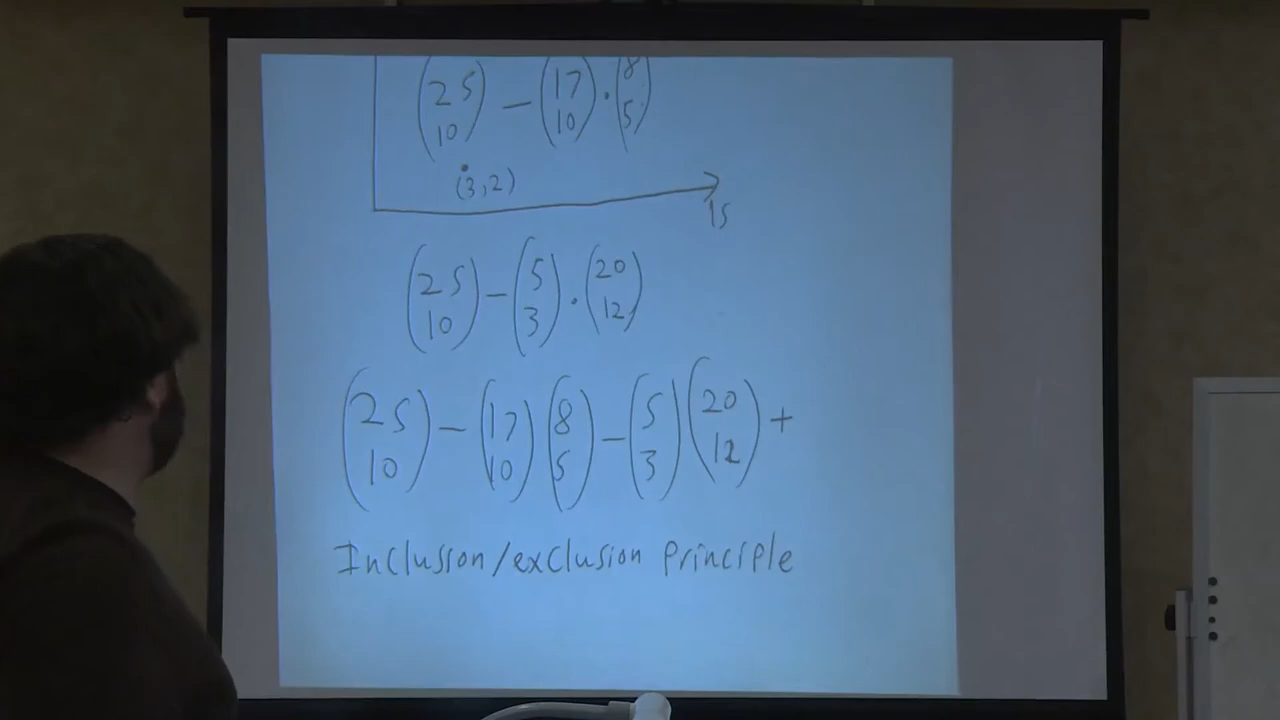 (25 10) − (17 10) · (8 5)
(3,2)
15
(25 10) − (5 3) · (20 12)
(25 10) − (17 10) (8 5) − (5 3) (20 12) +
Inclusion/exclusion principle